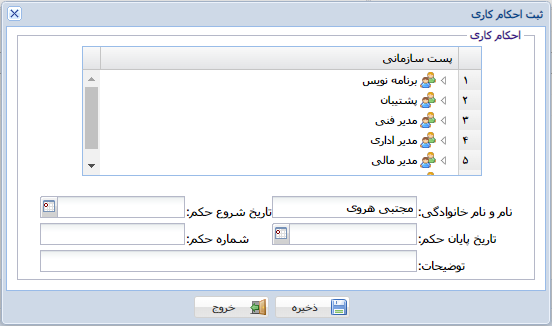 ثبت احکام کاری
احکام کاری
پست سازمانی
۱ برنامه نویس
۲ پشتیبان
۳ مدیر فنی
۴ مدیر اداری
۵ مدیر مالی
نام و نام خانوادگی: مجتبی هروی تاریخ شروع حکم:
تاریخ پایان حکم: شماره حکم:
توضیحات:
ذخیره خروج